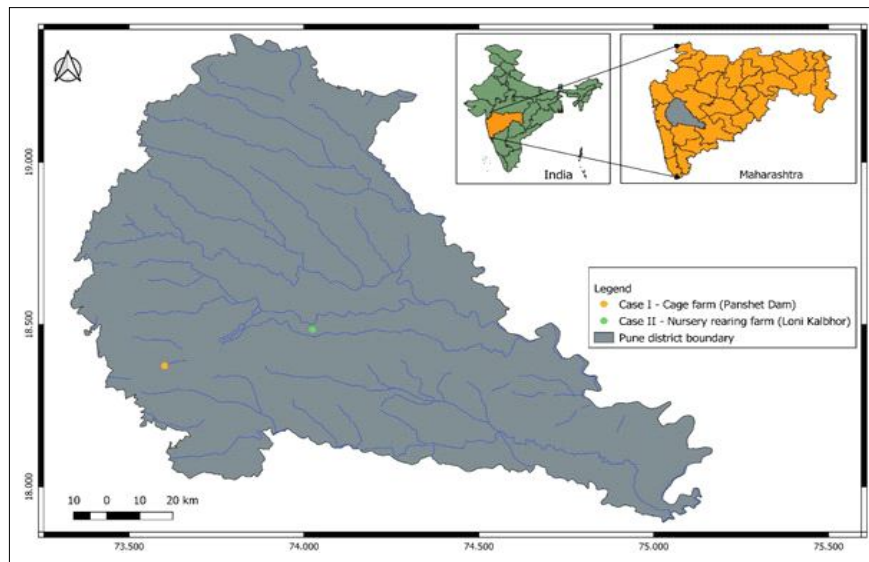 India
Maharashtra
Legend
Case I - Cage farm (Panshet Dam)
Case II - Nursery rearing farm (Loni Kalbhor)
Pune district boundary
19.000
18.500
18.000
10 0 10 20 km
73.500 74.000 74.500 75.000 75.500